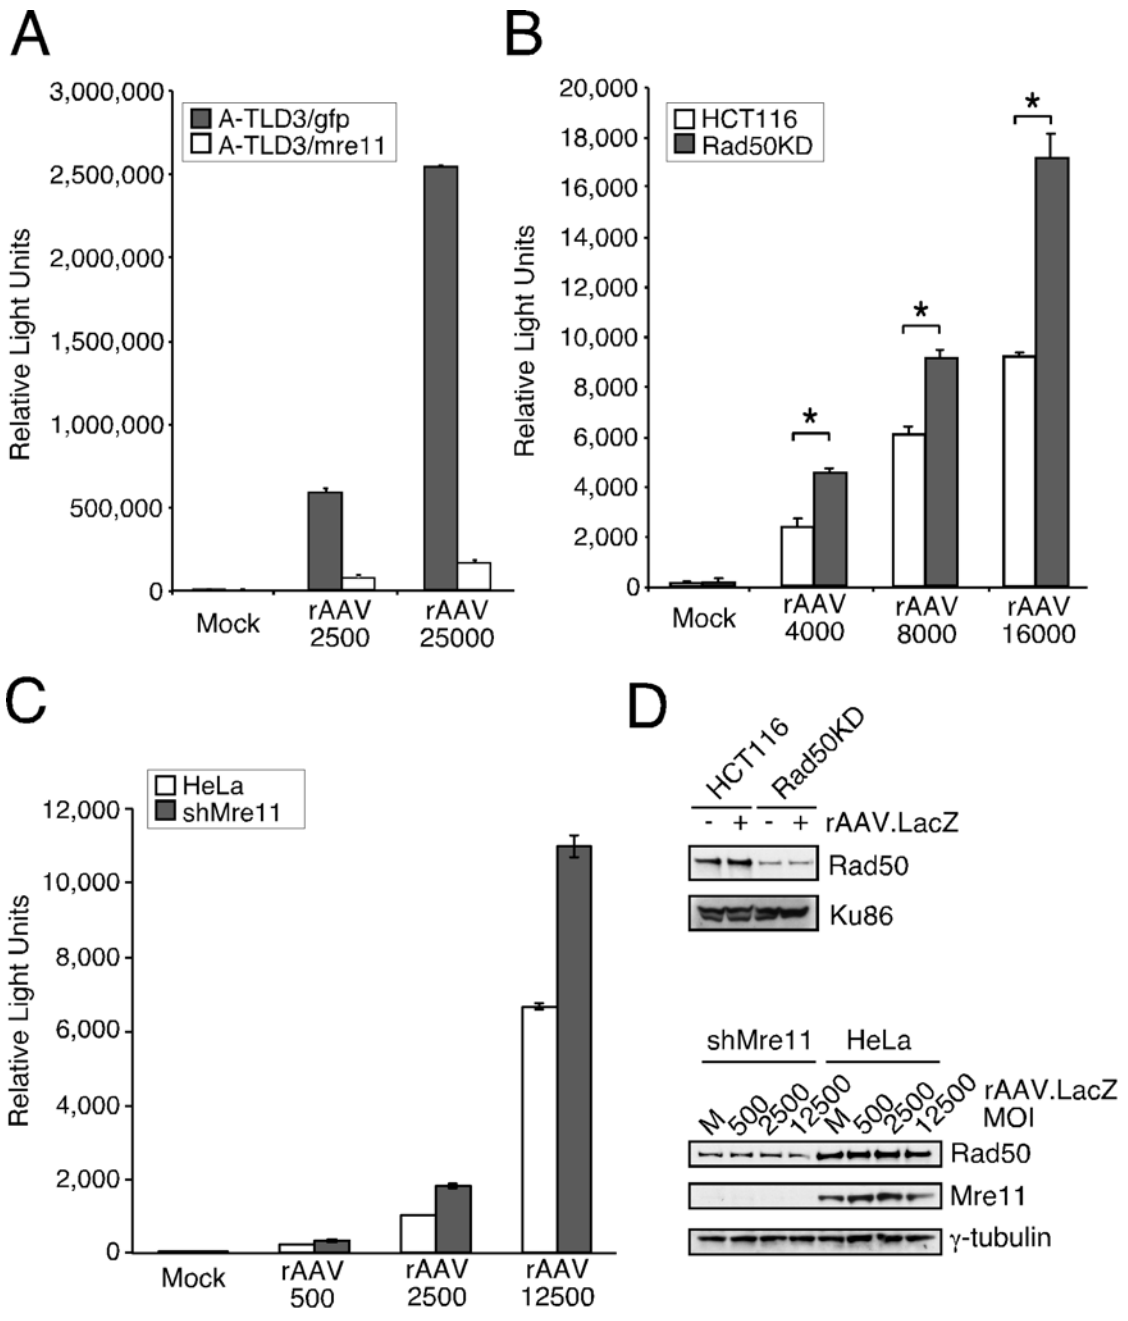 A
3,000,000
2,500,000
2,000,000
1,500,000
1,000,000
500,000
0
Relative Light Units
A-TLD3/gfp
A-TLD3/mre11
Mock
rAAV
2500
rAAV
25000
B
20,000
18,000
16,000
14,000
12,000
10,000
8,000
6,000
4,000
2,000
0
Relative Light Units
HCT116
Rad50KD
*
*
*
Mock
rAAV
4000
rAAV
8000
rAAV
16000
C
12,000
10,000
8,000
6,000
4,000
2,000
0
Relative Light Units
HeLa
shMre11
Mock
rAAV
500
rAAV
2500
rAAV
12500
D
HCT116
Rad50KD
- + - + rAAV.LacZ
Rad50
Ku86
shMre11 HeLa
M 500 2500 12500 M 500 2500 12500 rAAV.LacZ
MOI
Rad50
Mre11
γ-tubulin